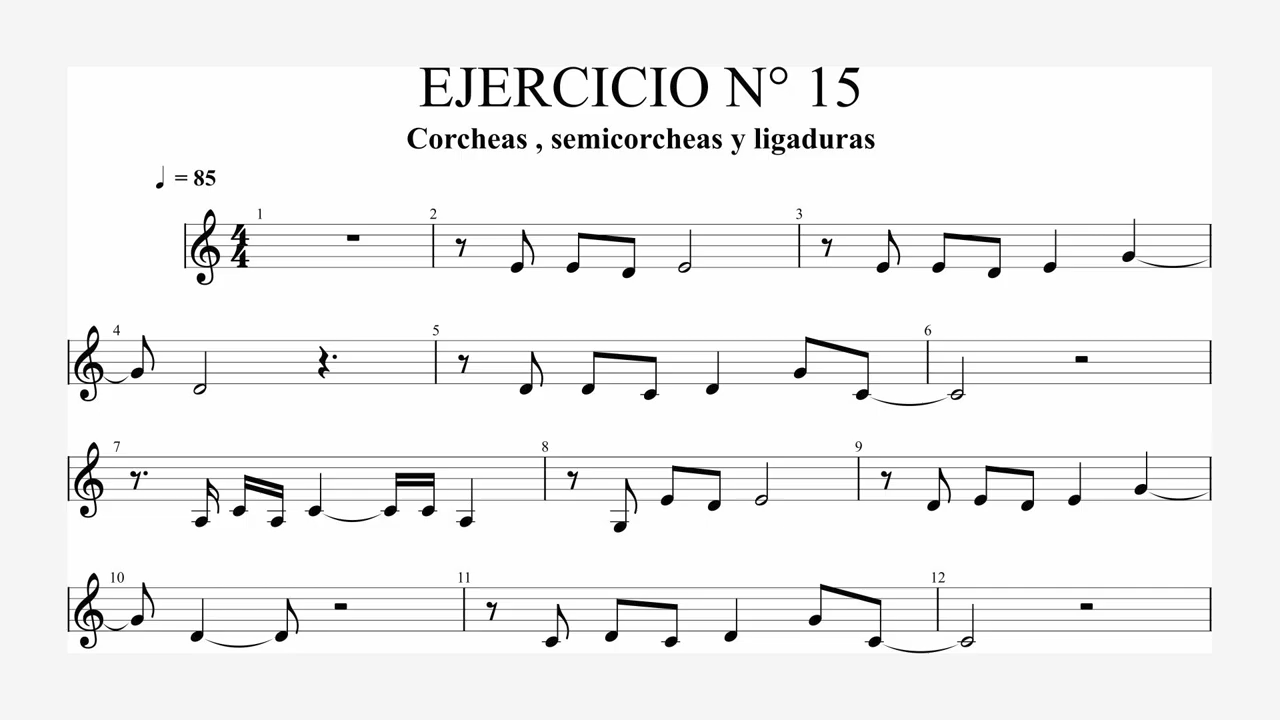 EJERCICIO N° 15
Corcheas , semicorcheas y ligaduras
♩ = 85
1 2 3
4 5 6
7 8 9
10 11 12